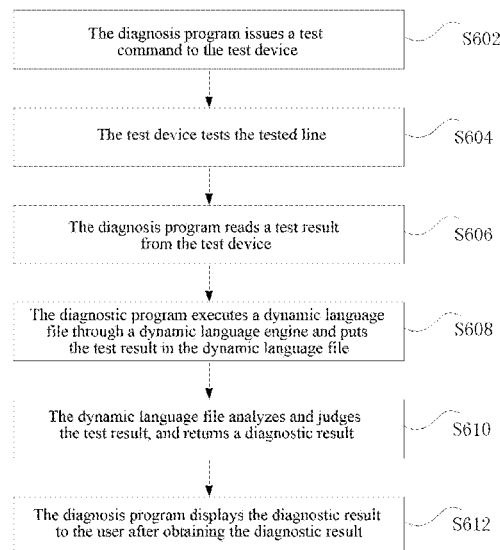 The diagnosis program issues a test
command to the test device
S602
The test device tests the tested line
S604
The diagnosis program reads a test result
from the test device
S606
The diagnostic program executes a dynamic language
file through a dynamic language engine and puts
the test result in the dynamic language file
S608
The dynamic language file analyzes and judges
the test result, and returns a diagnostic result
S610
The diagnosis program displays the diagnostic result
to the user after obtaining the diagnostic result
S612